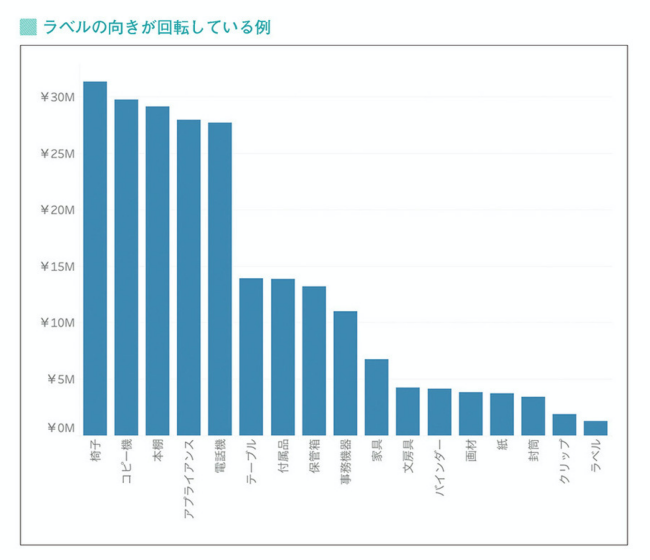 ラベルの向きが回転している例
¥30M
¥25M
¥20M
¥15M
¥10M
¥5M
¥0M
椅子
コピー機
本棚
アプライアンス
電話機
テーブル
付属品
保管箱
事務機器
家具
文房具
バインダー
画材
紙
封筒
クリップ
ラベル